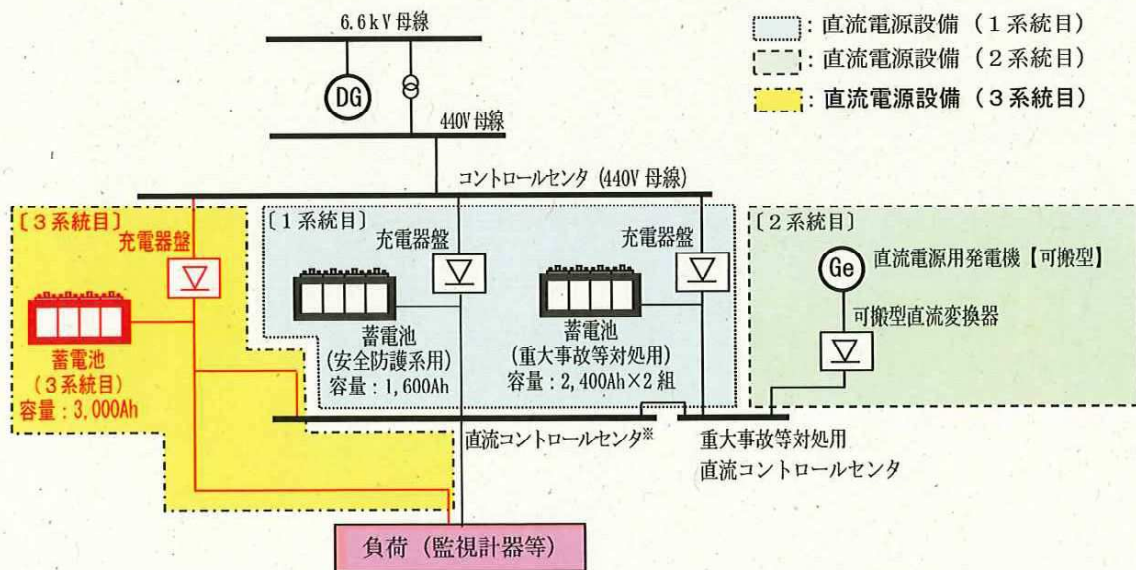 6.6kV 母線
DG
440V 母線
コントロールセンタ (440V 母線)
:直流電源設備(1系統目)
:直流電源設備(2系統目)
:直流電源設備(3系統目)
〔3系統目〕
充電器盤
蓄電池
(3系統目)
容量:3,000Ah
〔1系統目〕
充電器盤
蓄電池
(安全防護系用)
容量:1,600Ah
充電器盤
蓄電池
(重大事故等対処用)
容量:2,400Ah×2組
〔2系統目〕
Ge
直流電源用発電機【可搬型】
可搬型直流変換器
直流コントロールセンタ※
重大事故等対処用
直流コントロールセンタ
負荷(監視計器等)